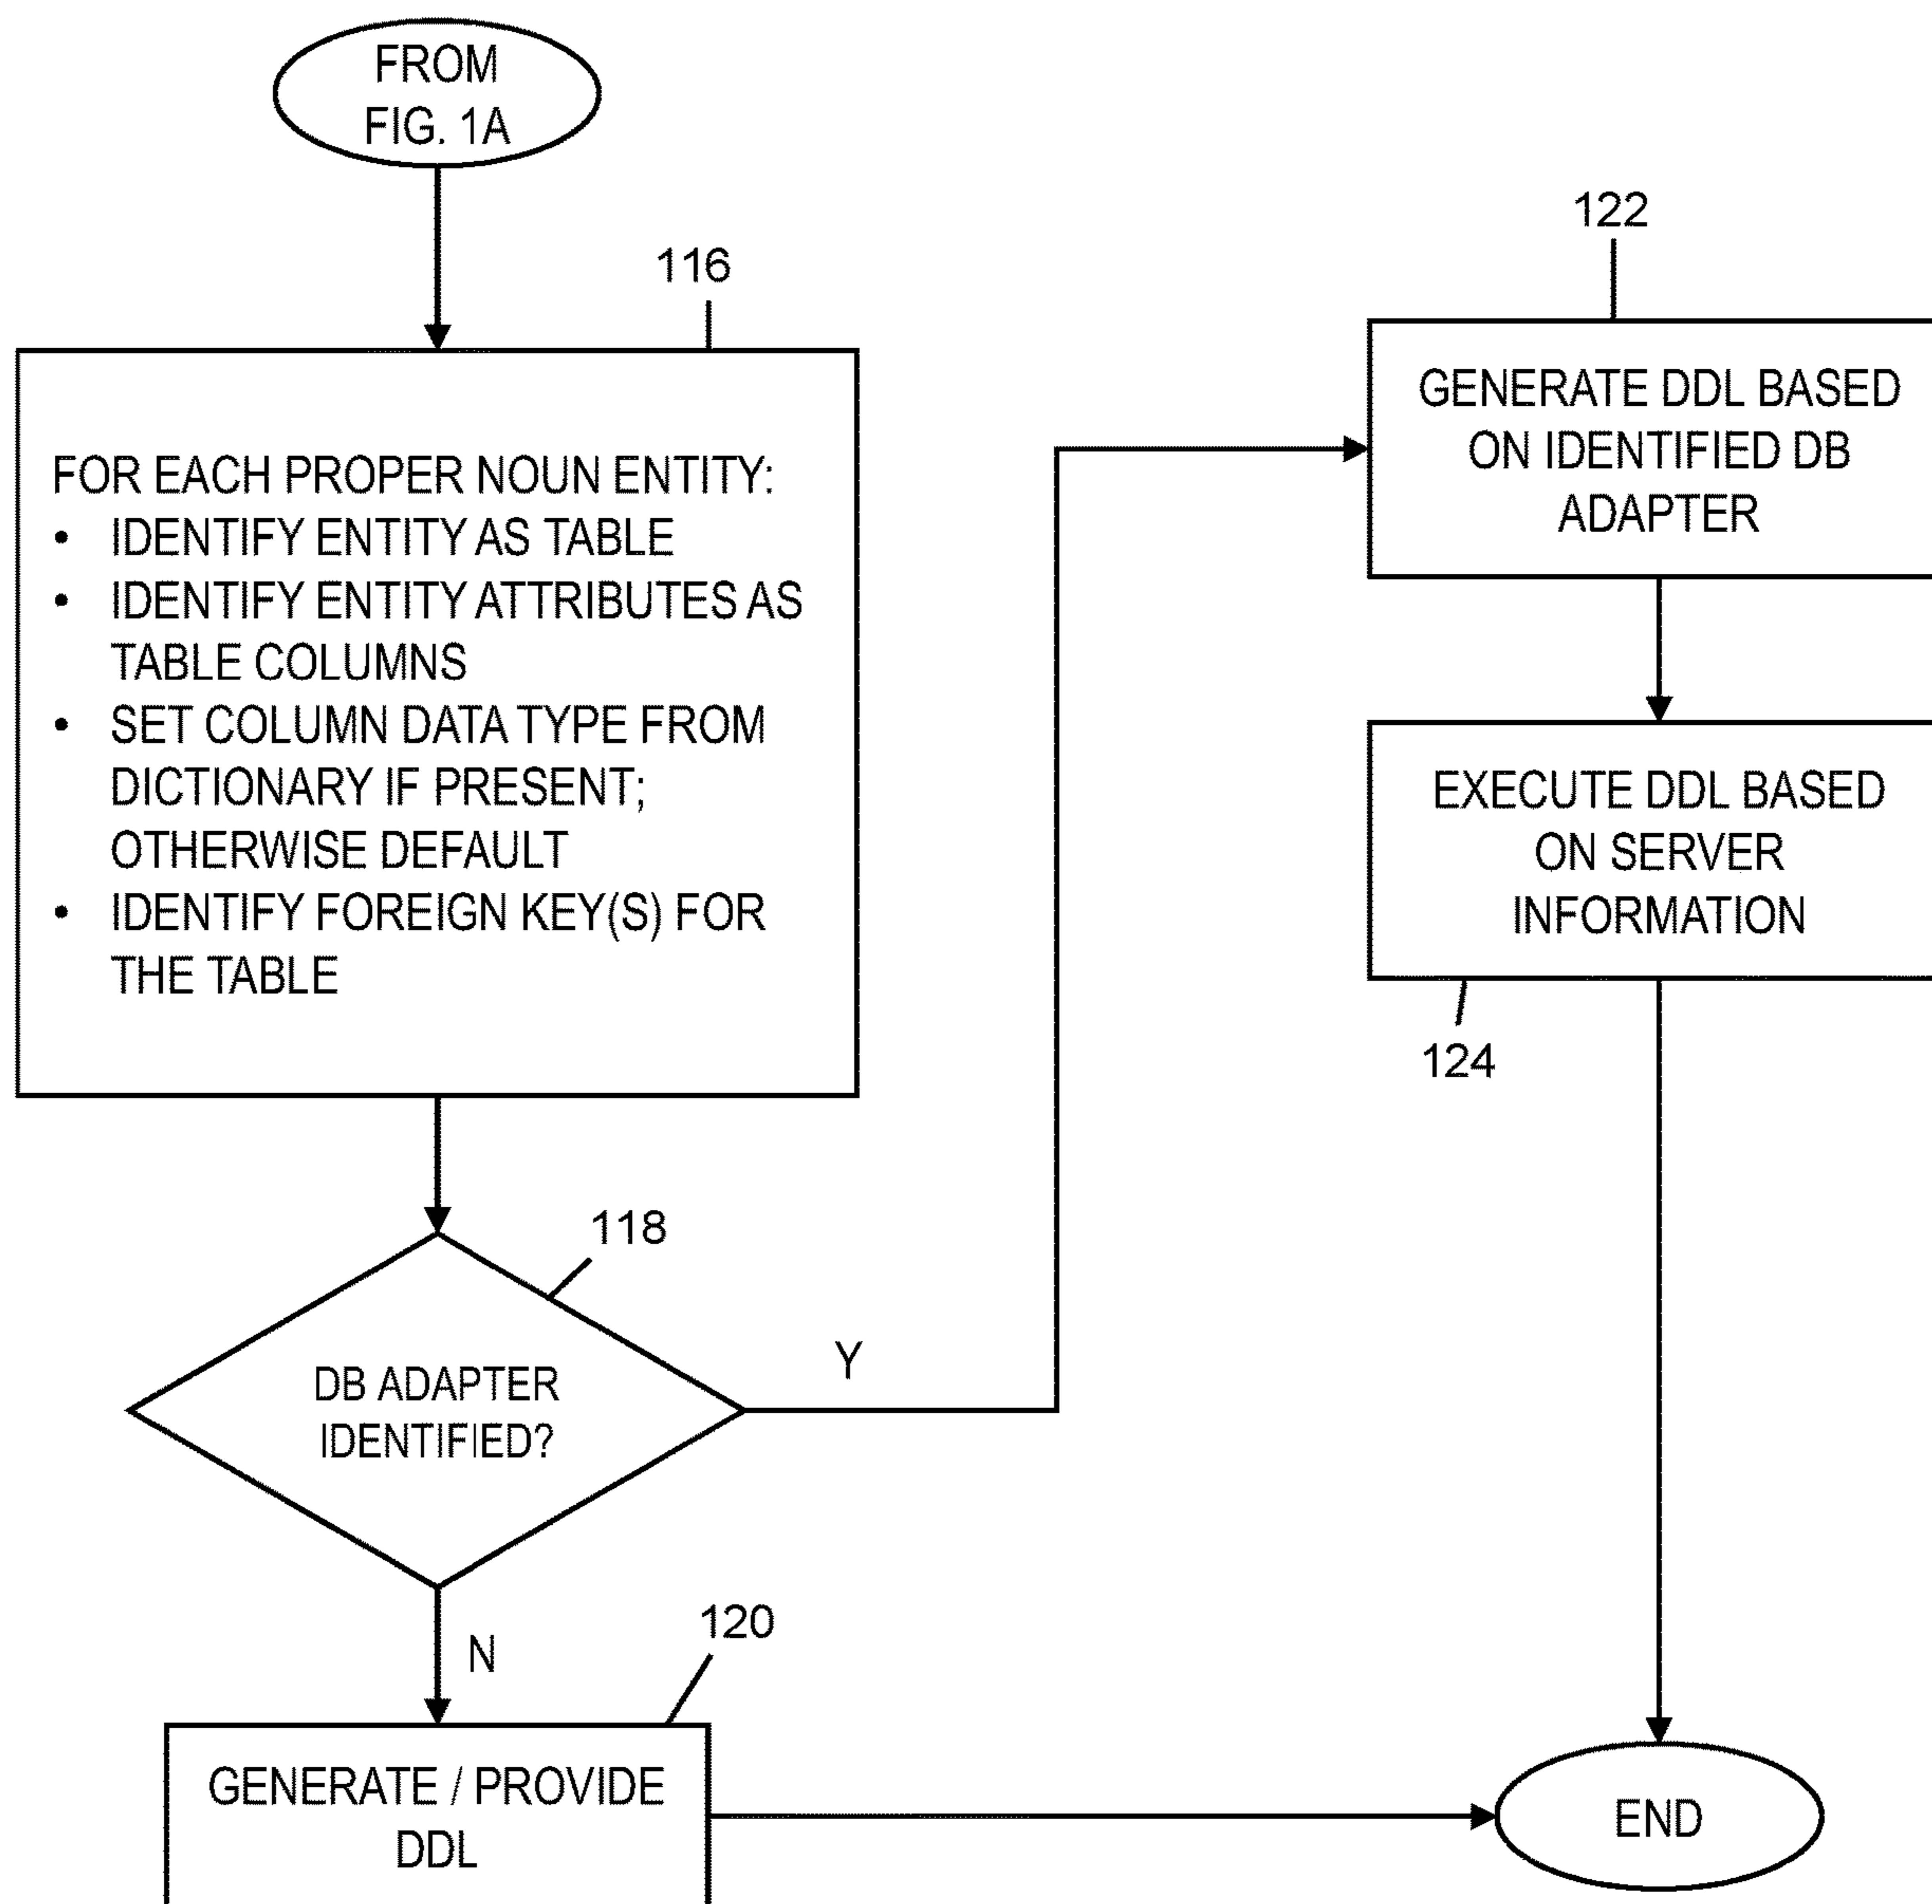 FROM
FIG. 1A
116
FOR EACH PROPER NOUN ENTITY:
• IDENTIFY ENTITY AS TABLE
• IDENTIFY ENTITY ATTRIBUTES AS
TABLE COLUMNS
• SET COLUMN DATA TYPE FROM
DICTIONARY IF PRESENT;
OTHERWISE DEFAULT
• IDENTIFY FOREIGN KEY(S) FOR
THE TABLE
118
DB ADAPTER
IDENTIFIED?
Y
N
120
GENERATE / PROVIDE
DDL
122
GENERATE DDL BASED
ON IDENTIFIED DB
ADAPTER
EXECUTE DDL BASED
ON SERVER
INFORMATION
124
END